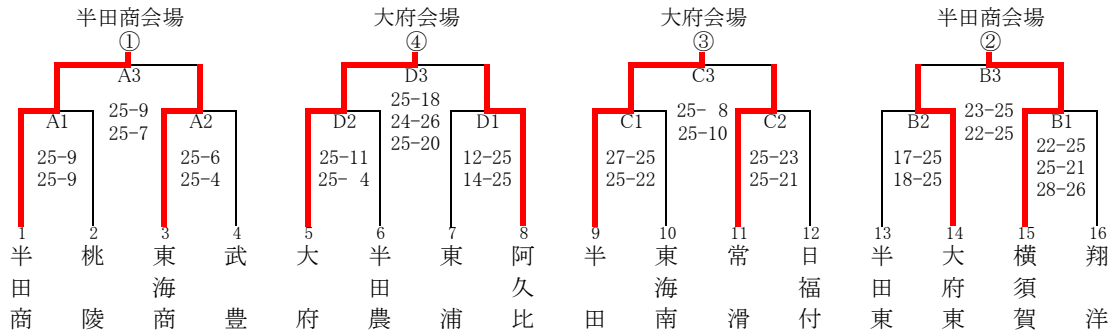 半田商会場 大府会場 大府会場 半田商会場
① ④ ③ ②
A3 D3 C3 B3
25-9 25-18 25- 8 23-25
25-7 24-26 25-10 22-25
25-20
A1 A2 D2 D1 C1 C2 B2 B1
25-9 25-6 25-11 12-25 27-25 25-23 17-25 22-25
25-9 25-4 25- 4 14-25 25-22 25-21 18-25 25-21
28-26
1 2 3 4 5 6 7 8 9 10 11 12 13 14 15 16
半田商 桃陵 東海商 武豊 大府 半田農 東浦 阿久比 半田 東海南 常滑 日福付 半田東 大府東 横須賀 翔洋